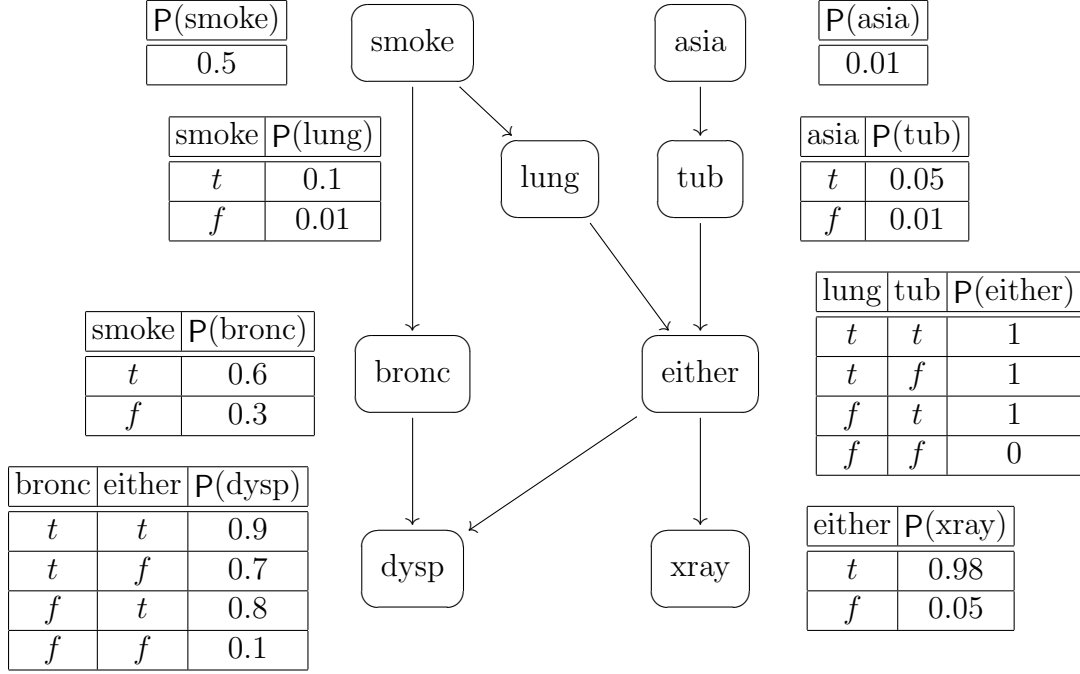 P(smoke)
0.5
smoke
asia
P(asia)
0.01
smoke P(lung)
t 0.1
f 0.01
lung
tub
asia P(tub)
t 0.05
f 0.01
smoke P(bronc)
t 0.6
f 0.3
bronc
either
lung tub P(either)
t t 1
t f 1
f t 1
f f 0
bronc either P(dysp)
t t 0.9
t f 0.7
f t 0.8
f f 0.1
dysp
xray
either P(xray)
t 0.98
f 0.05